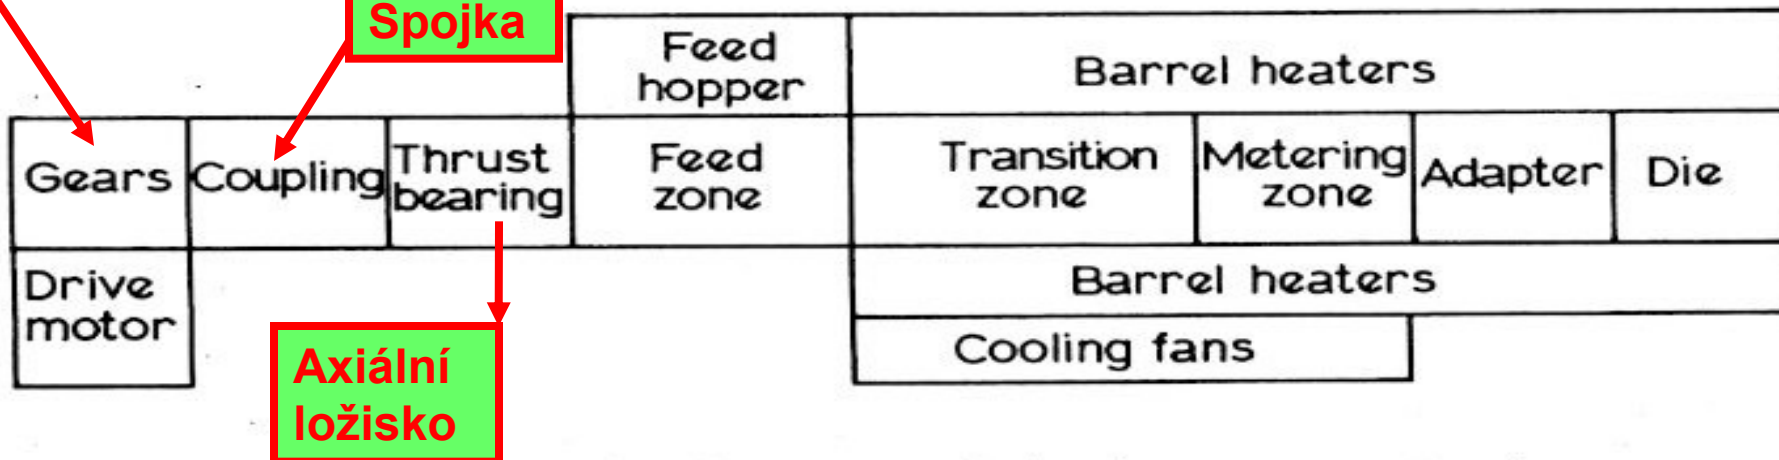 Spojka
Feed
hopper
Barrel heaters
Gears
Coupling
Thrust
bearing
Feed
zone
Transition
zone
Metering
zone
Adapter
Die
Drive
motor
Barrel heaters
Cooling fans
Axiální
ložisko